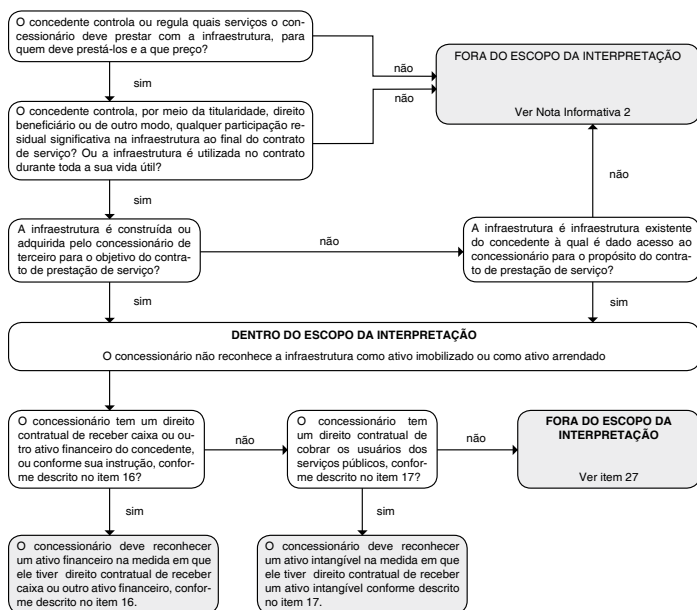 O concedente controla ou regula quais serviços o con-
cessionário deve prestar com a infraestrutura, para
quem deve prestá-los e a que preço?
não
FORA DO ESCOPO DA INTERPRETAÇÃO
Ver Nota Informativa 2
sim
não
O concedente controla, por meio da titularidade, direito
beneficiário ou de outro modo, qualquer participação re-
sidual significativa na infraestrutura ao final do contrato
de serviço? Ou a infraestrutura é utilizada no contrato
durante toda a sua vida útil?
sim
não
A infraestrutura é construída ou
adquirida pelo concessionário de
terceiro para o objetivo do contra-
to de prestação de serviço?
não
A infraestrutura é infraestrutura existente
do concedente à qual é dado acesso ao
concessionário para o propósito do contra-
to de prestação de serviço?
sim
sim
DENTRO DO ESCOPO DA INTERPRETAÇÃO
O concessionário não reconhece a infraestrutura como ativo imobilizado ou como ativo arrendado
O concessionário tem um direito
contratual de receber caixa ou ou-
tro ativo financeiro do concedente,
ou conforme sua instrução, confor-
me descrito no item 16?
não
O concessionário tem
um direito contratual de
cobrar os usuários dos
serviços públicos, confor-
me descrito no item 17?
não
FORA DO ESCOPO DA
INTERPRETAÇÃO
Ver item 27
sim
sim
O concessionário deve reconhecer
um ativo financeiro na medida em que
ele tiver direito contratual de receber
caixa ou outro ativo financeiro, confor-
me descrito no item 16.
O concessionário deve reconhecer
um ativo intangível na medida em que
ele tiver direito contratual de receber
um ativo intangível conforme descrito
no item 17.